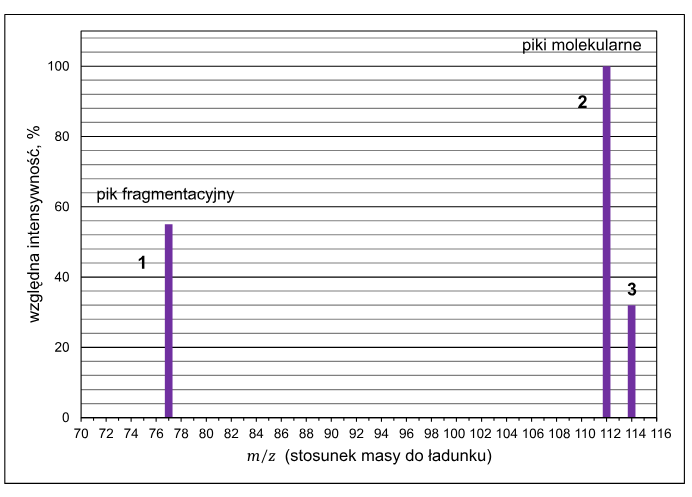 piki molekularne
100
2
80
pik fragmentacyjny
60
1
40
3
20
0
względna intensywność, %
70 72 74 76 78 80 82 84 86 88 90 92 94 96 98 100 102 104 106 108 110 112 114 116
m/z (stosunek masy do ładunku)